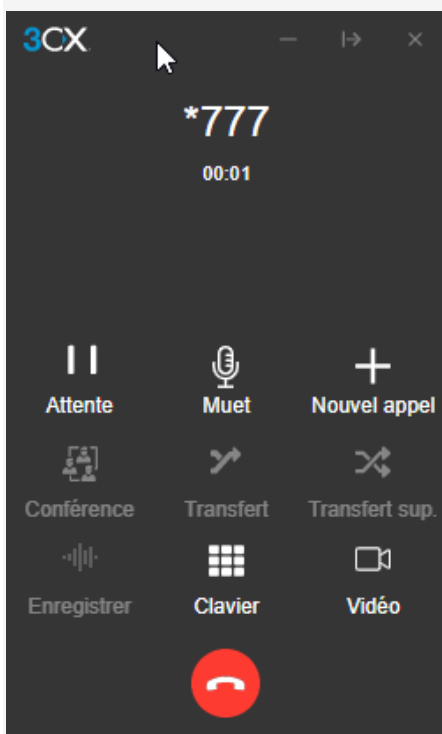 3CX
*777
00:01
Attente Muet Nouvel appel
Conférence Transfert Transfert sup.
Enregistrer Clavier Vidéo